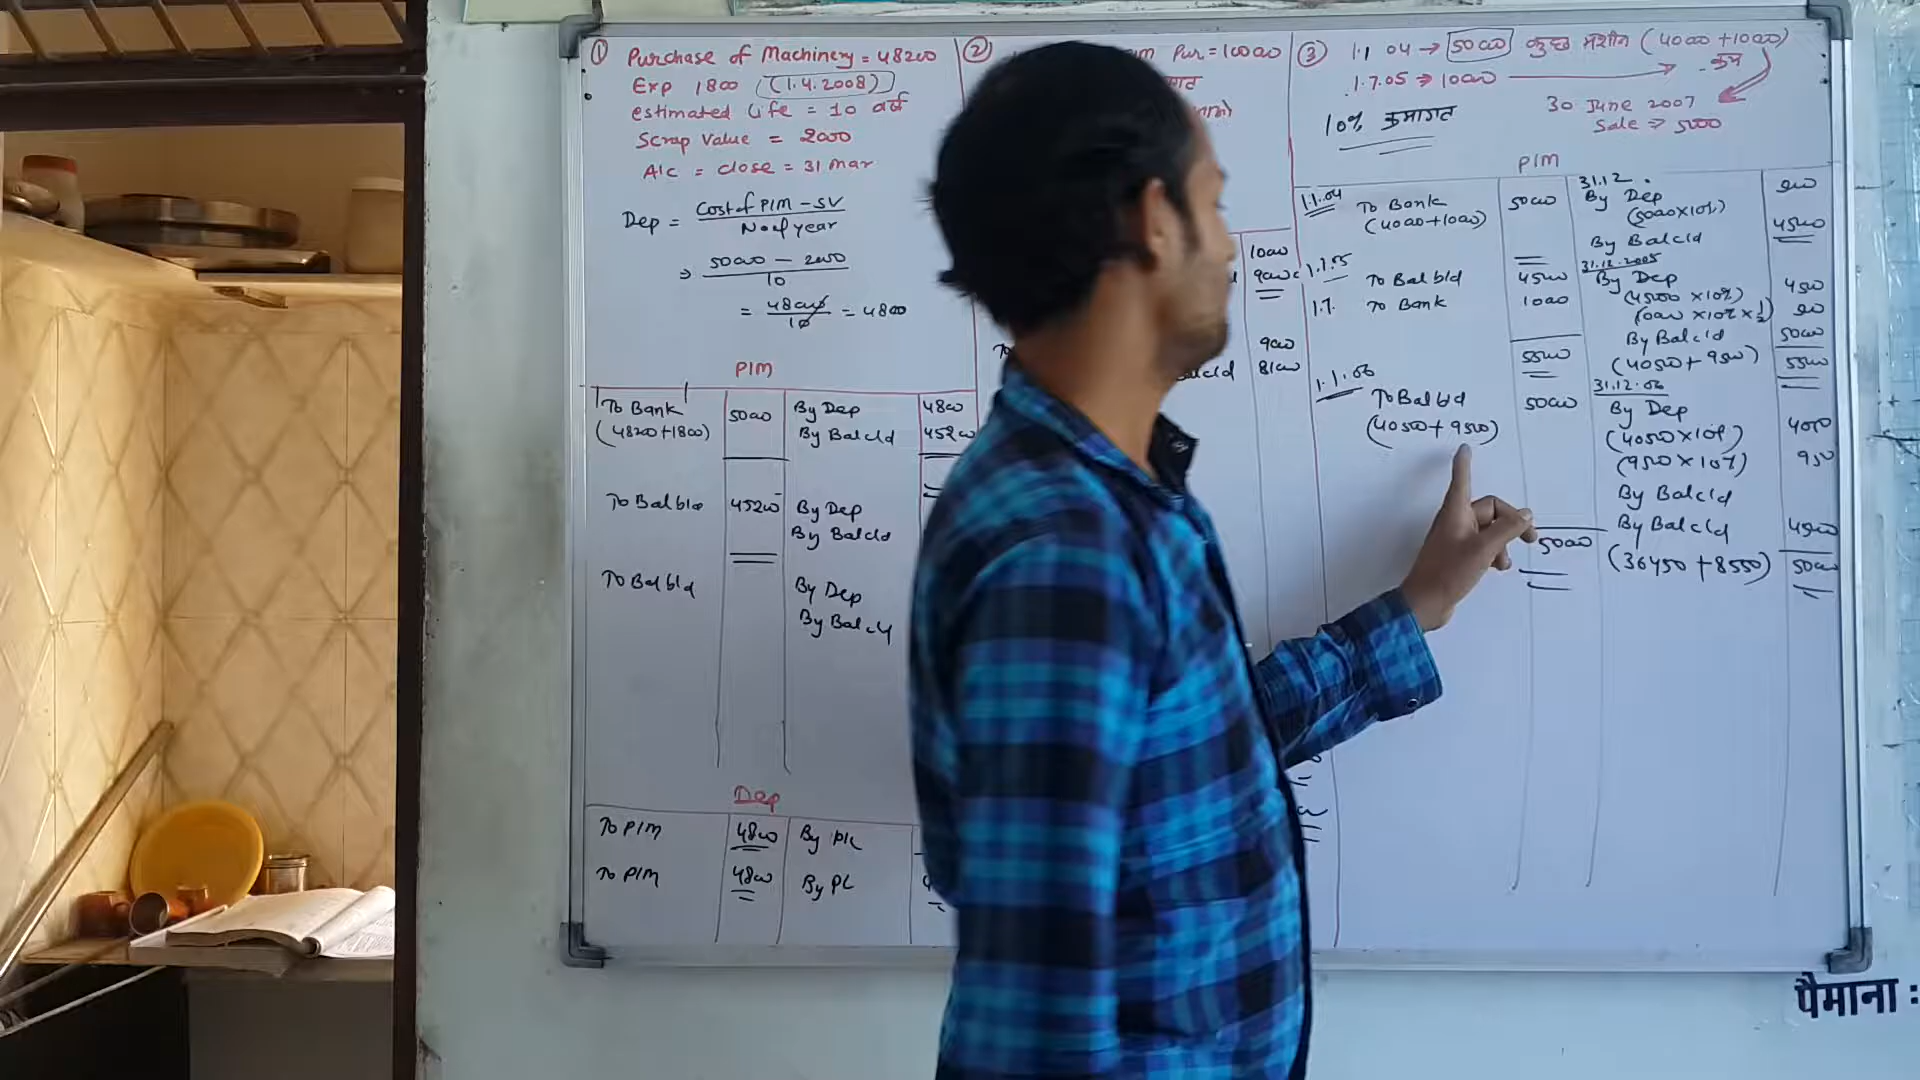 ① Purchase of Machinery = 48200
Exp 1800 (1.4.2008)
estimated Life = 10 वर्ष
Scrap Value = 2000
A/C = close = 31 Mar
Dep = Cost of P/M - SV
No of year
⇒ 50000 - 2000
10
= 48000
10
= 4800
P/M
To Bank 50000 By Dep 4800
(48200+1800) By Bal c/d 45200
To Bal b/d 45200 By Dep
By Bal c/d
To Bal b/d By Dep
By Bal c/d
Dep
To P/M 4800 By P/L
To P/M 4800 By PL
②
Pur = 100000
10000
90000
9000
Bal c/d 81000
③ 1.1.04 → 50000 कुछ मशीन (40000+10000)
1.7.05 ⇒ 10000 → क्रय
30 June 2007
Sale ⇒ 5000
10% क्रमागत
P/M
1.1.04 To Bank 50000 31.12. By Dep
(40000+10000) (50000×10%)
By Bal c/d 45000
1.1.05 To Bal b/d 45000 31.12.2005 By Dep 4500
(45000×10%)
1.7. To Bank 10000 (10000×10%×½)
By Bal c/d 50000
55000 (40500+9500) 55000
1.1.06 31.12.06
To Bal b/d 50000 By Dep 4050
(40500+9500) (40500×10%)
(9500×10%) 950
By Bal c/d
By Bal c/d 45000
50000 (36450+8550) 50000
पैमाना :